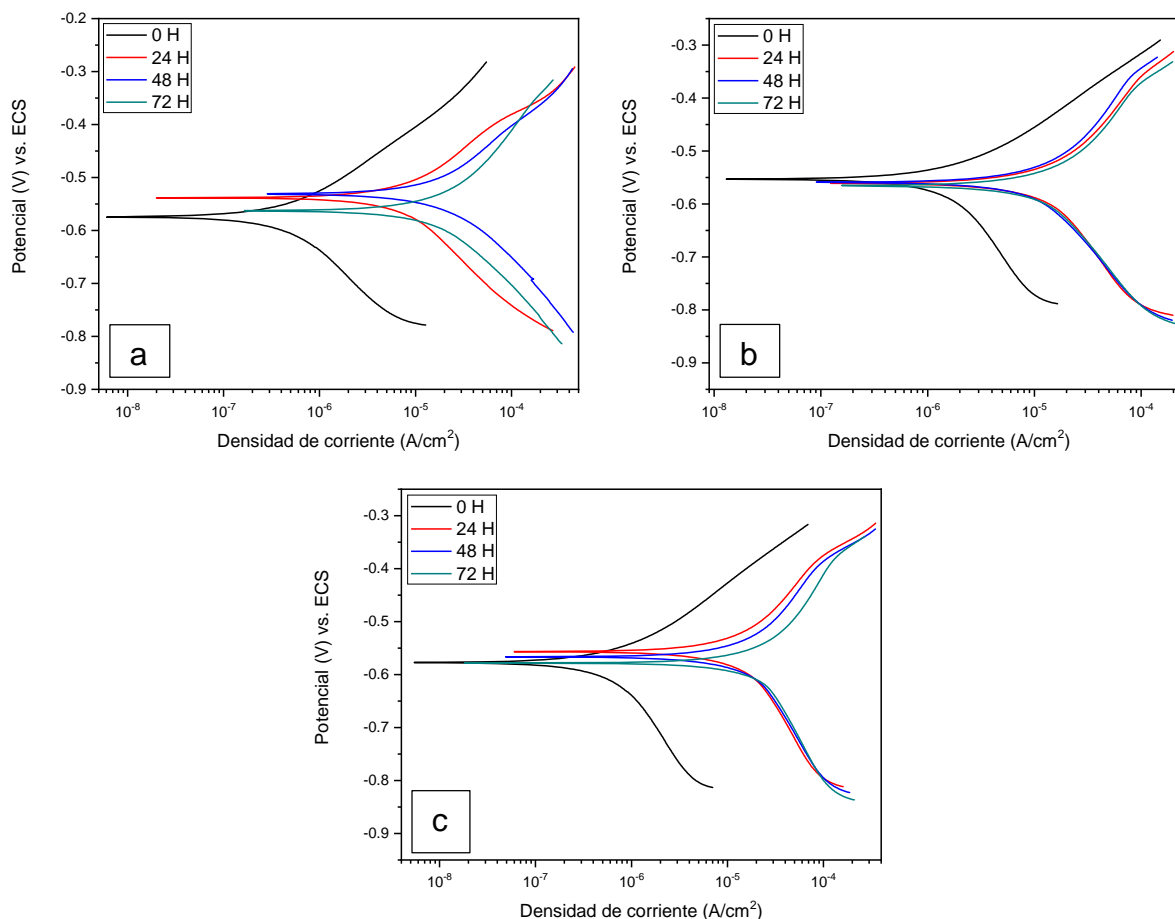 -0.2
-0.3
-0.4
-0.5
-0.6
-0.7
-0.8
-0.9
Potencial (V) vs. ECS
0 H
24 H
48 H
72 H
a
10⁻⁸
10⁻⁷
10⁻⁶
10⁻⁵
10⁻⁴
Densidad de corriente (A/cm²)
-0.3
-0.4
-0.5
-0.6
-0.7
-0.8
-0.9
Potencial (V) vs. ECS
0 H
24 H
48 H
72 H
b
10⁻⁸
10⁻⁷
10⁻⁶
10⁻⁵
10⁻⁴
Densidad de corriente (A/cm²)
-0.3
-0.4
-0.5
-0.6
-0.7
-0.8
-0.9
Potencial (V) vs. ECS
0 H
24 H
48 H
72 H
c
10⁻⁸
10⁻⁷
10⁻⁶
10⁻⁵
10⁻⁴
Densidad de corriente (A/cm²)